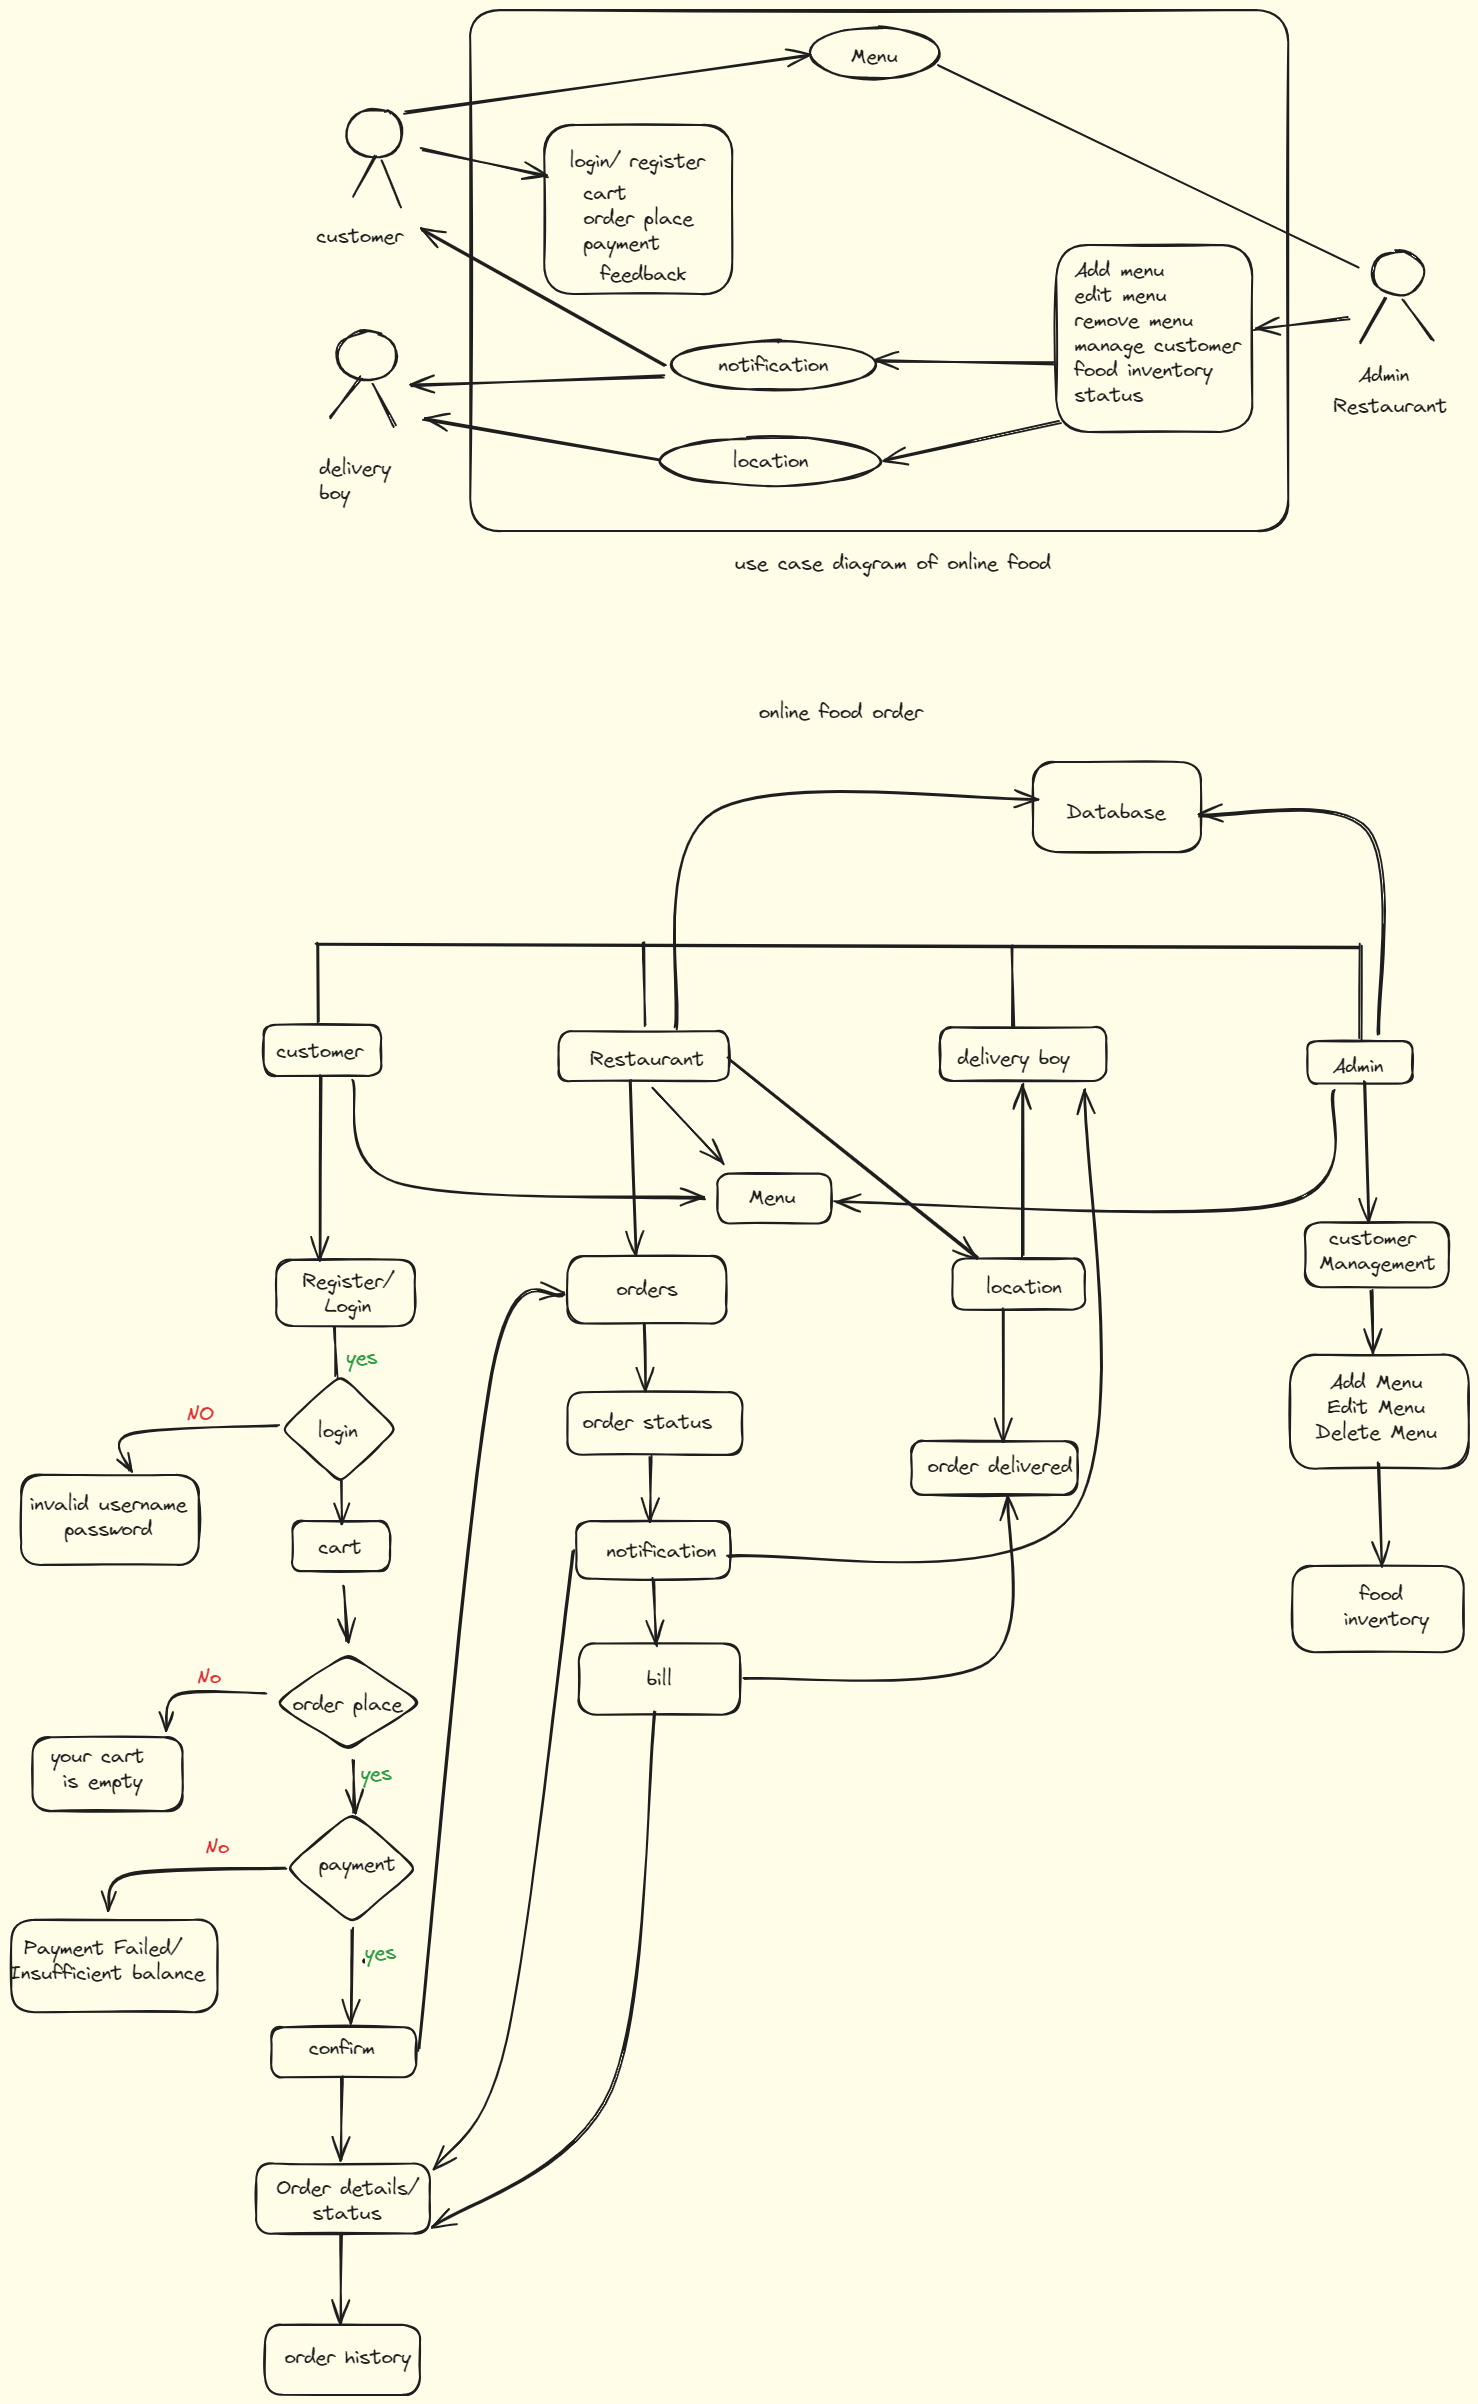 Menu
login/ register
cart
order place
payment
feedback
customer
Add menu
edit menu
remove menu
manage customer
food inventory
status
notification
Admin
Restaurant
location
delivery
boy
use case diagram of online food
online food order
Database
customer
Restaurant
delivery boy
Admin
Menu
customer
Management
Register/
Login
orders
location
yes
NO
login
order status
Add Menu
Edit Menu
Delete Menu
order delivered
invalid username
password
cart
notification
food
inventory
No
order place
bill
your cart
is empty
yes
No
payment
Payment Failed/
Insufficient balance
yes
confirm
Order details/
status
order history